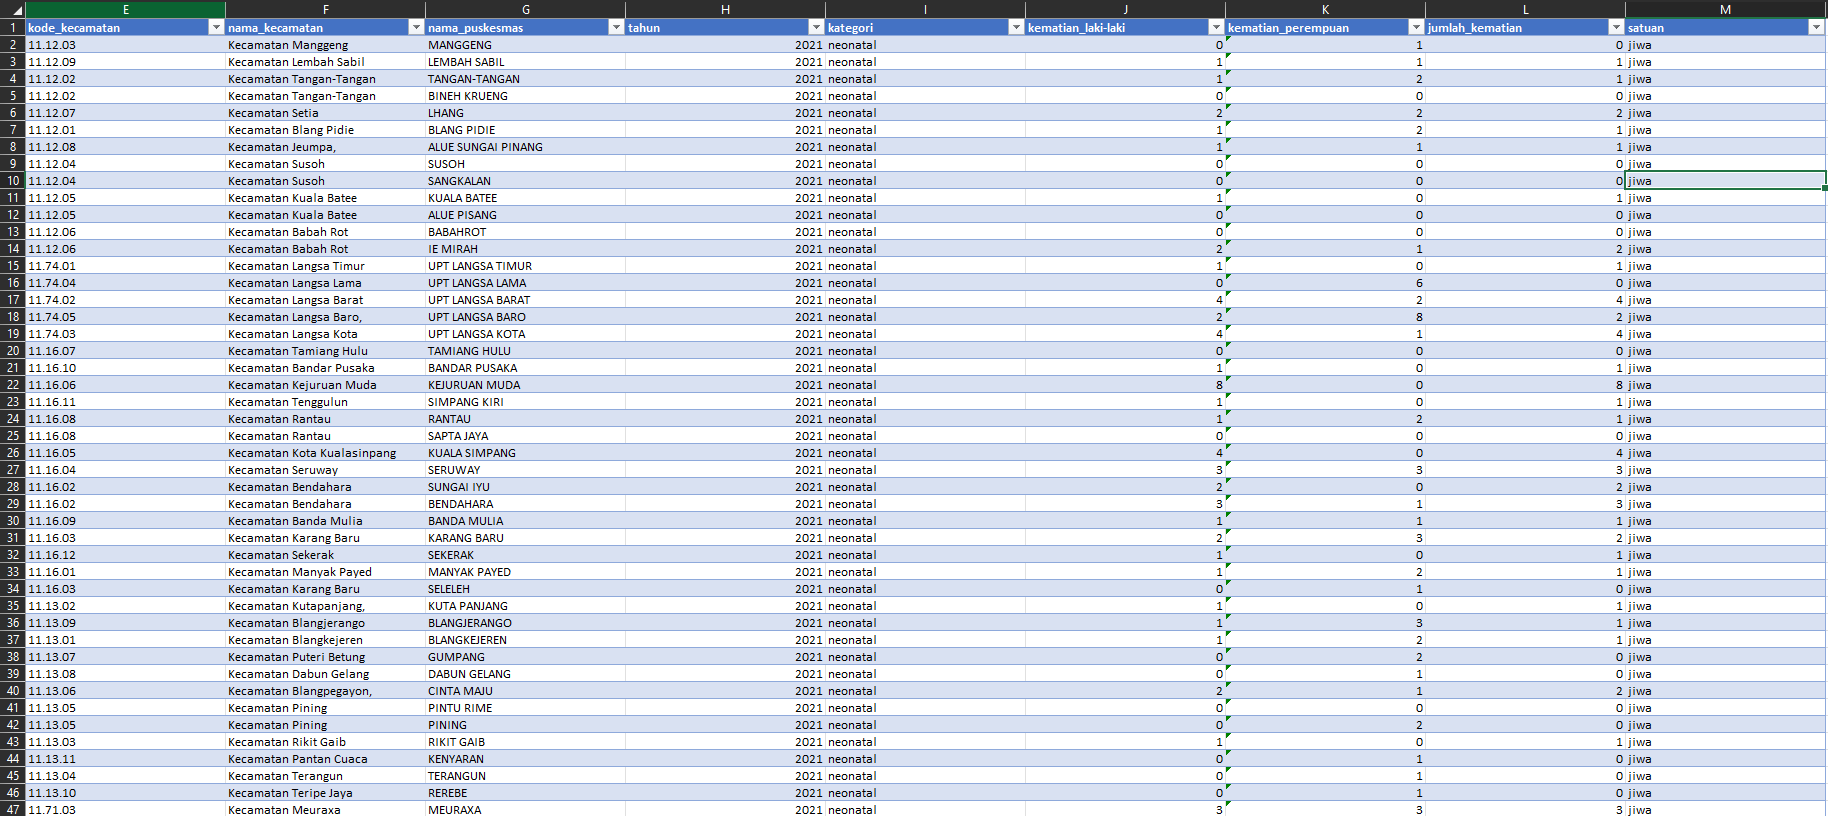 E F G H I J K L M
1 kode_kecamatan nama_kecamatan nama_puskesmas tahun kategori kematian_laki-laki kematian_perempuan jumlah_kematian satuan
2 11.12.03 Kecamatan Manggeng MANGGENG 2021 neonatal 0 1 0 jiwa
3 11.12.09 Kecamatan Lembah Sabil LEMBAH SABIL 2021 neonatal 1 1 1 jiwa
4 11.12.02 Kecamatan Tangan-Tangan TANGAN-TANGAN 2021 neonatal 1 2 1 jiwa
5 11.12.02 Kecamatan Tangan-Tangan BINEH KRUENG 2021 neonatal 0 0 0 jiwa
6 11.12.07 Kecamatan Setia LHANG 2021 neonatal 2 2 2 jiwa
7 11.12.01 Kecamatan Blang Pidie BLANG PIDIE 2021 neonatal 1 2 1 jiwa
8 11.12.08 Kecamatan Jeumpa, ALUE SUNGAI PINANG 2021 neonatal 1 1 1 jiwa
9 11.12.04 Kecamatan Susoh SUSOH 2021 neonatal 0 0 0 jiwa
10 11.12.04 Kecamatan Susoh SANGKALAN 2021 neonatal 0 0 0 jiwa
11 11.12.05 Kecamatan Kuala Batee KUALA BATEE 2021 neonatal 1 0 1 jiwa
12 11.12.05 Kecamatan Kuala Batee ALUE PISANG 2021 neonatal 0 0 0 jiwa
13 11.12.06 Kecamatan Babah Rot BABAHROT 2021 neonatal 0 0 0 jiwa
14 11.12.06 Kecamatan Babah Rot IE MIRAH 2021 neonatal 2 1 2 jiwa
15 11.74.01 Kecamatan Langsa Timur UPT LANGSA TIMUR 2021 neonatal 1 0 1 jiwa
16 11.74.04 Kecamatan Langsa Lama UPT LANGSA LAMA 2021 neonatal 0 6 0 jiwa
17 11.74.02 Kecamatan Langsa Barat UPT LANGSA BARAT 2021 neonatal 4 2 4 jiwa
18 11.74.05 Kecamatan Langsa Baro, UPT LANGSA BARO 2021 neonatal 2 8 2 jiwa
19 11.74.03 Kecamatan Langsa Kota UPT LANGSA KOTA 2021 neonatal 4 1 4 jiwa
20 11.16.07 Kecamatan Tamiang Hulu TAMIANG HULU 2021 neonatal 0 0 0 jiwa
21 11.16.10 Kecamatan Bandar Pusaka BANDAR PUSAKA 2021 neonatal 1 0 1 jiwa
22 11.16.06 Kecamatan Kejuruan Muda KEJURUAN MUDA 2021 neonatal 8 0 8 jiwa
23 11.16.11 Kecamatan Tenggulun SIMPANG KIRI 2021 neonatal 1 0 1 jiwa
24 11.16.08 Kecamatan Rantau RANTAU 2021 neonatal 1 2 1 jiwa
25 11.16.08 Kecamatan Rantau SAPTA JAYA 2021 neonatal 0 0 0 jiwa
26 11.16.05 Kecamatan Kota Kualasinpang KUALA SIMPANG 2021 neonatal 4 0 4 jiwa
27 11.16.04 Kecamatan Seruway SERUWAY 2021 neonatal 3 3 3 jiwa
28 11.16.02 Kecamatan Bendahara SUNGAI IYU 2021 neonatal 2 0 2 jiwa
29 11.16.02 Kecamatan Bendahara BENDAHARA 2021 neonatal 3 1 3 jiwa
30 11.16.09 Kecamatan Banda Mulia BANDA MULIA 2021 neonatal 1 1 1 jiwa
31 11.16.03 Kecamatan Karang Baru KARANG BARU 2021 neonatal 2 3 2 jiwa
32 11.16.12 Kecamatan Sekerak SEKERAK 2021 neonatal 1 0 1 jiwa
33 11.16.01 Kecamatan Manyak Payed MANYAK PAYED 2021 neonatal 1 2 1 jiwa
34 11.16.03 Kecamatan Karang Baru SELELEH 2021 neonatal 0 1 0 jiwa
35 11.13.02 Kecamatan Kutapanjang, KUTA PANJANG 2021 neonatal 1 0 1 jiwa
36 11.13.09 Kecamatan Blangjerango BLANGJERANGO 2021 neonatal 1 3 1 jiwa
37 11.13.01 Kecamatan Blangkejeren BLANGKEJEREN 2021 neonatal 1 2 1 jiwa
38 11.13.07 Kecamatan Puteri Betung GUMPANG 2021 neonatal 0 2 0 jiwa
39 11.13.08 Kecamatan Dabun Gelang DABUN GELANG 2021 neonatal 0 1 0 jiwa
40 11.13.06 Kecamatan Blangpegayon, CINTA MAJU 2021 neonatal 2 1 2 jiwa
41 11.13.05 Kecamatan Pining PINTU RIME 2021 neonatal 0 0 0 jiwa
42 11.13.05 Kecamatan Pining PINING 2021 neonatal 0 2 0 jiwa
43 11.13.03 Kecamatan Rikit Gaib RIKIT GAIB 2021 neonatal 1 0 1 jiwa
44 11.13.11 Kecamatan Pantan Cuaca KENYARAN 2021 neonatal 0 1 0 jiwa
45 11.13.04 Kecamatan Terangun TERANGUN 2021 neonatal 0 1 0 jiwa
46 11.13.10 Kecamatan Teripe Jaya REREBE 2021 neonatal 0 1 0 jiwa
47 11.71.03 Kecamatan Meuraxa MEURAXA 2021 neonatal 3 3 3 jiwa